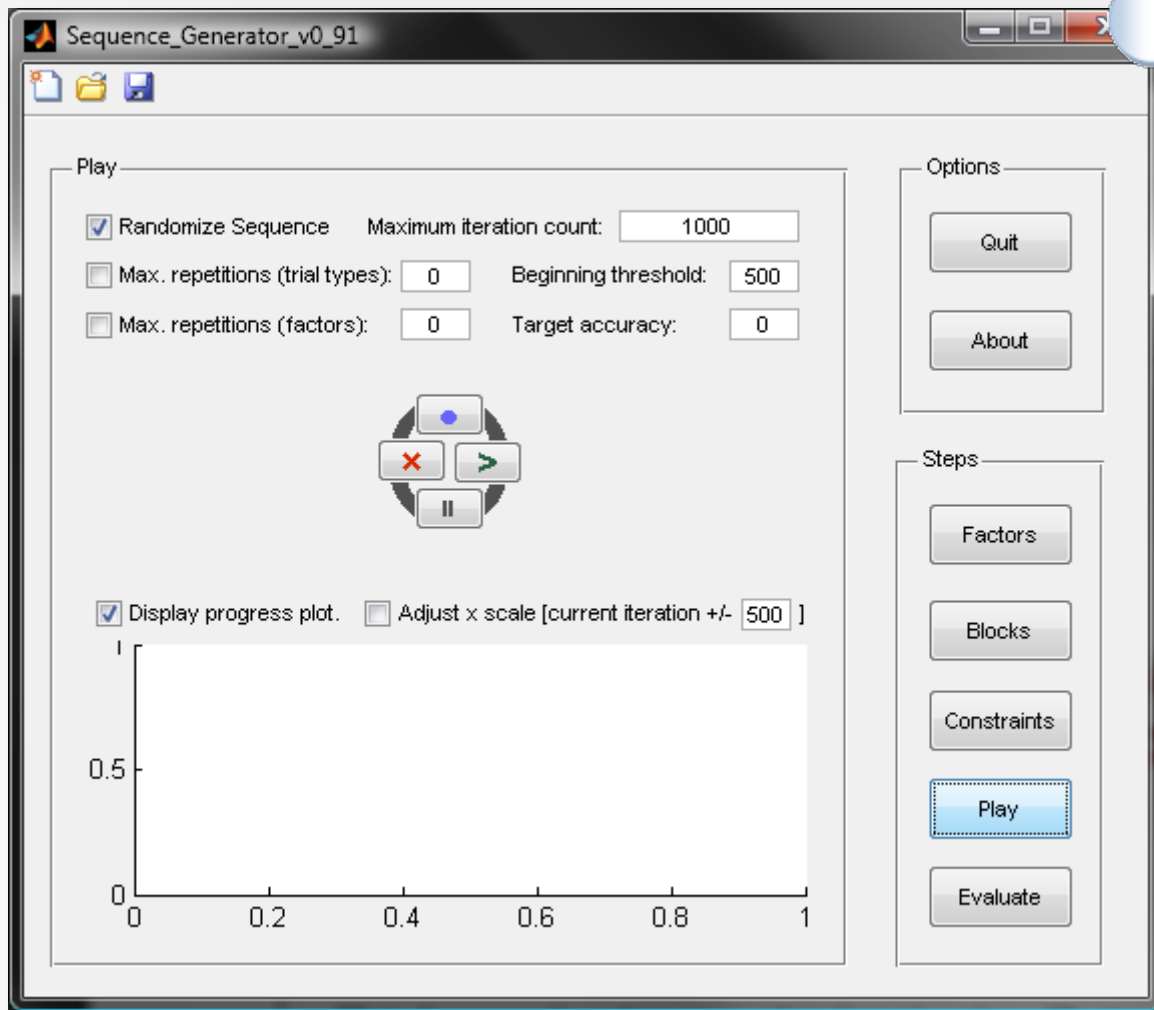 Sequence_Generator_v0_91
Play
Randomize Sequence Maximum iteration count: 1000
Max. repetitions (trial types): 0 Beginning threshold: 500
Max. repetitions (factors): 0 Target accuracy: 0
Display progress plot. Adjust x scale [current iteration +/- 500 ]
1
0.5
0
0 0.2 0.4 0.6 0.8 1
Options
Quit
About
Steps
Factors
Blocks
Constraints
Play
Evaluate